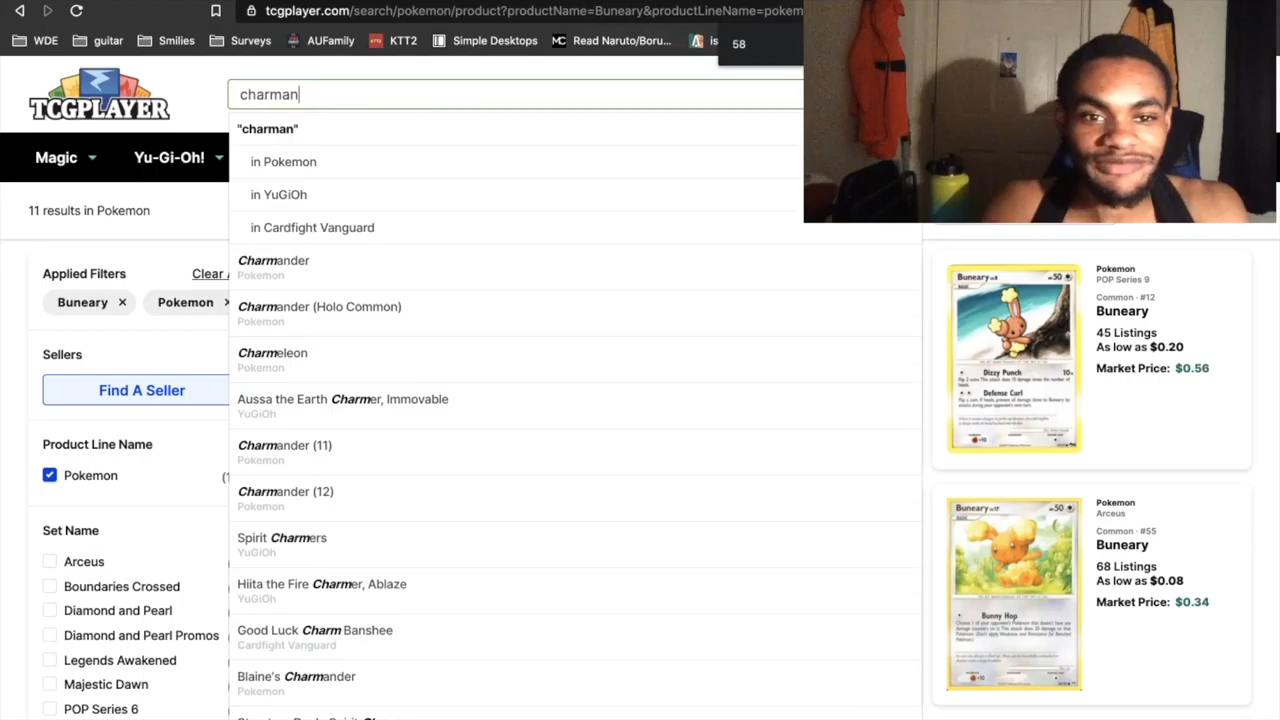 tcgplayer.com/search/pokemon/product?productName=Buneary&productLineName=pokem
WDE guitar Smilies Surveys AUFamily KTT2 Simple Desktops MC Read Naruto/Boru... is
58
TCGPLAYER
charman
Magic Yu-Gi-Oh!
"charman"
in Pokemon
in YuGiOh
in Cardfight Vanguard
Charmander
Pokemon
Charmander (Holo Common)
Pokemon
Charmeleon
Pokemon
Aussa the Earth Charmer, Immovable
YuGiOh
Charmander (11)
Pokemon
Charmander (12)
Pokemon
Spirit Charmers
YuGiOh
Hiita the Fire Charmer, Ablaze
YuGiOh
Good Luck Charm Banshee
Cardfight Vanguard
Blaine's Charmander
Pokemon
11 results in Pokemon
Applied Filters Clear
Buneary × Pokemon ×
Sellers
Find A Seller
Product Line Name
Pokemon (1
Set Name
Arceus
Boundaries Crossed
Diamond and Pearl
Diamond and Pearl Promos
Legends Awakened
Majestic Dawn
POP Series 6
Buneary 50
Dizzy Punch 10
Defense Curl
Pokemon
POP Series 9
Common · #12
Buneary
45 Listings
As low as $0.20
Market Price: $0.56
Buneary 50
Bunny Hop
Pokemon
Arceus
Common · #55
Buneary
68 Listings
As low as $0.08
Market Price: $0.34